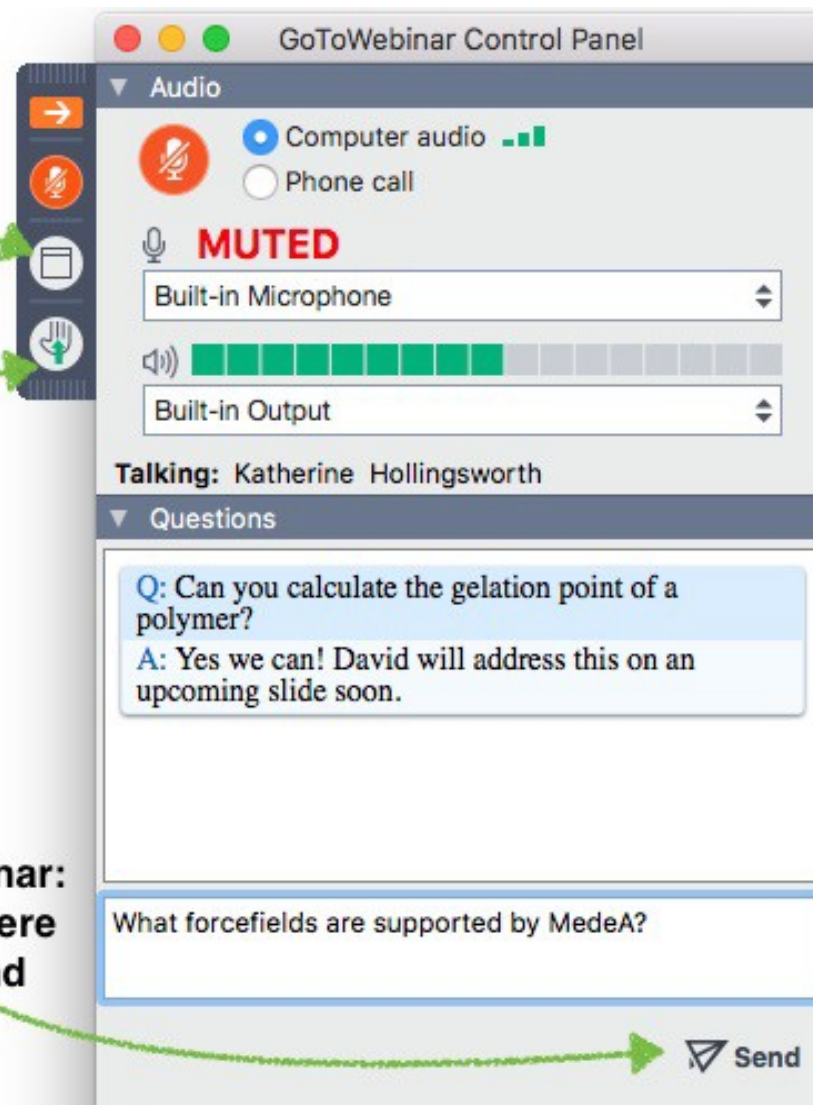 GoToWebinar Control Panel
Audio
Computer audio
Phone call
MUTED
Built-in Microphone
Built-in Output
Talking: Katherine Hollingsworth
Questions
Q: Can you calculate the gelation point of a
polymer?
A: Yes we can! David will address this on an
upcoming slide soon.
What forcefields are supported by MedeA?
Send